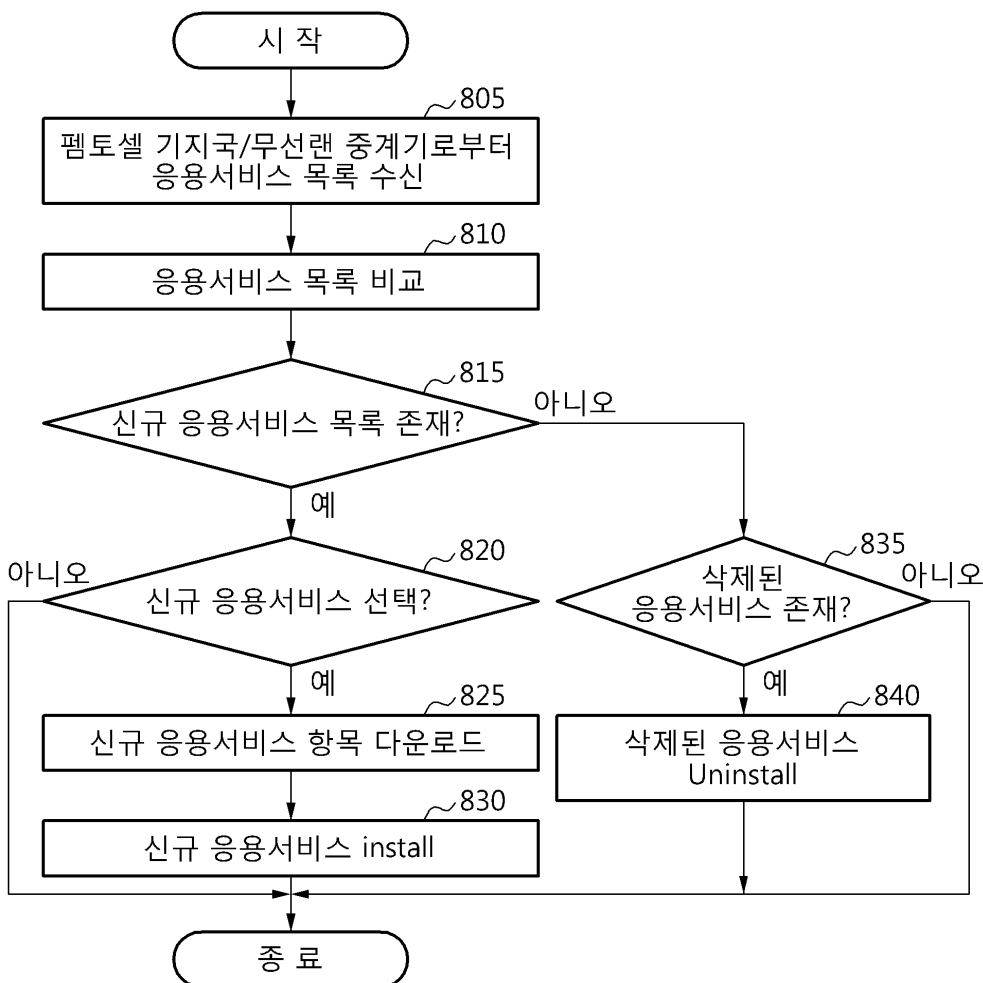 시 작
805
펨토셀 기지국/무선랜 중계기로부터
응용서비스 목록 수신
810
응용서비스 목록 비교
815
신규 응용서비스 목록 존재?
아니오
예
820
신규 응용서비스 선택?
아니오
835
삭제된
응용서비스 존재?
아니오
예
825
신규 응용서비스 항목 다운로드
예
840
삭제된 응용서비스
Uninstall
830
신규 응용서비스 install
종 료